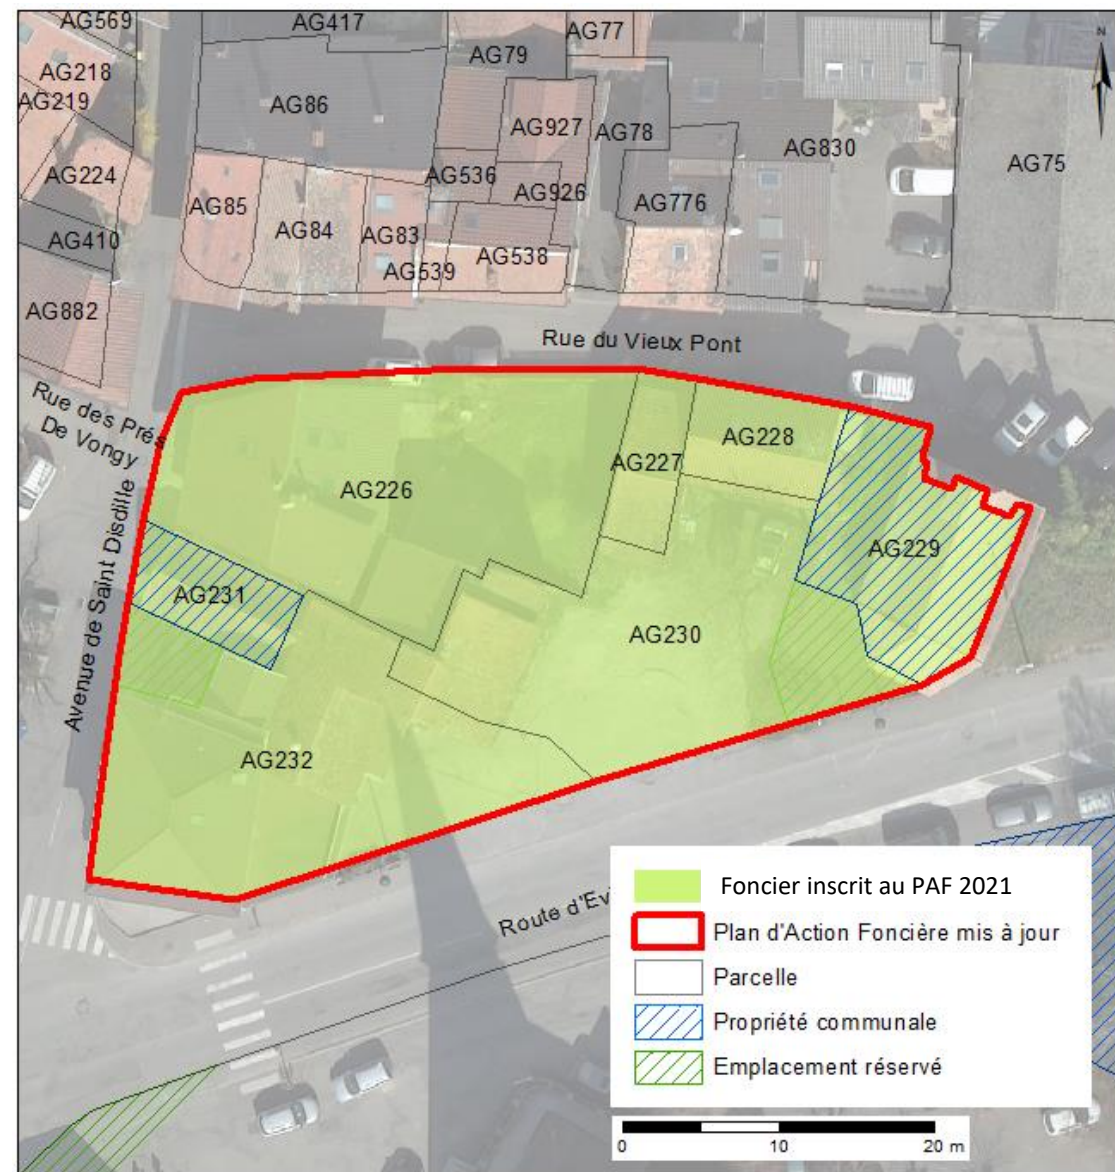 AG569
AG417
AG77
N
AG218
AG79
AG219
AG86
AG927
AG78
AG830
AG75
AG224
AG536
AG926
AG85
AG776
AG84
AG83
AG410
AG539
AG538
AG882
Rue du Vieux Pont
Rue des Prés
De Vongy
AG228
AG227
AG226
AG229
AG231
AG230
Avenue de Saint Disdille
AG232
Route d'Ev
Foncier inscrit au PAF 2021
Plan d'Action Foncière mis à jour
Parcelle
Propriété communale
Emplacement réservé
0 10 20 m